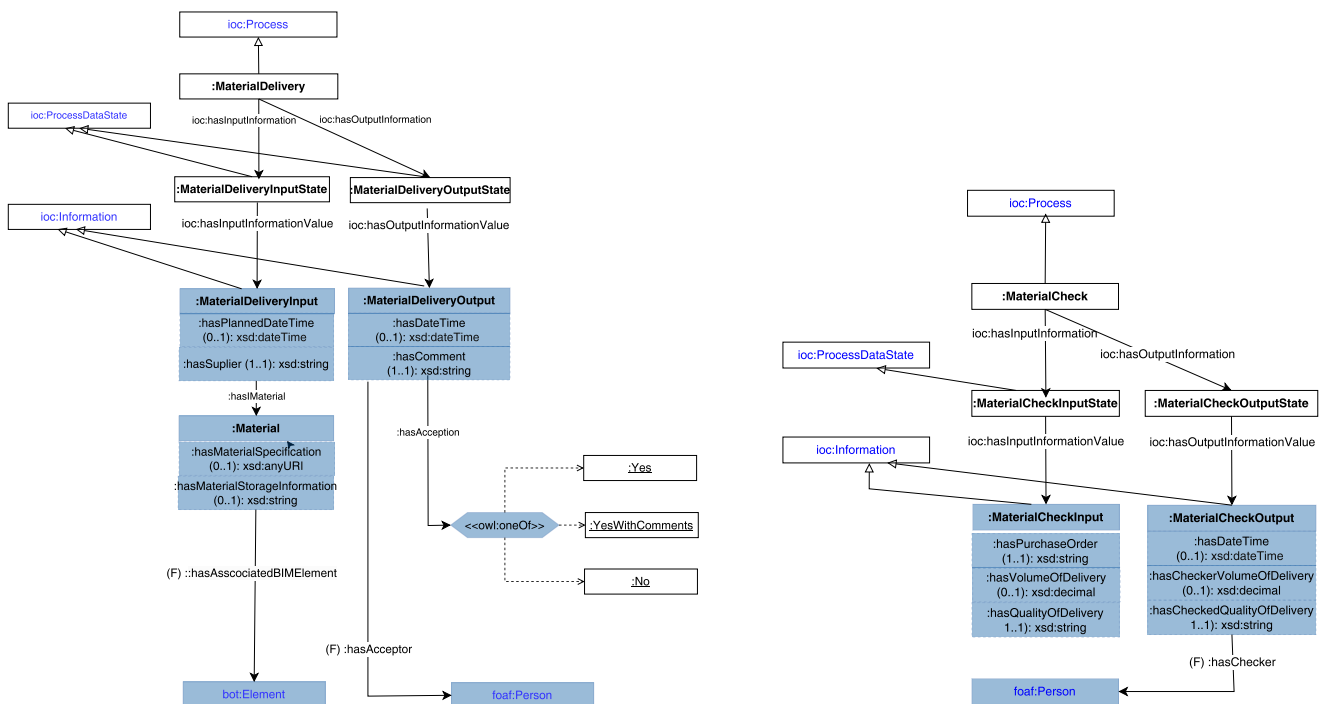 ioc:Process
:MaterialDelivery
ioc:hasInputInformation
ioc:hasOutputInformation
ioc:ProcessDataState
:MaterialDeliveryInputState
:MaterialDeliveryOutputState
ioc:hasInputInformationValue
ioc:hasOutputInformationValue
ioc:Information
:MaterialDeliveryInput
:hasPlannedDateTime
(0..1): xsd:dateTime
:hasSuplier (1..1): xsd:string
:MaterialDeliveryOutput
:hasDateTime
(0..1): xsd:dateTime
:hasComment
(1..1): xsd:string
:hasIMaterial
:Material
:hasMaterialSpecification
(0..1): xsd:anyURI
:hasMaterialStorageInformation
(0..1): xsd:string
:hasAcception
<<owl:oneOf>>
:Yes
:YesWithComments
:No
(F) ::hasAsscociatedBIMElement
(F) :hasAcceptor
bot:Element
foaf:Person
ioc:Process
:MaterialCheck
ioc:hasInputInformation
ioc:hasOutputInformation
ioc:ProcessDataState
:MaterialCheckInputState
:MaterialCheckOutputState
ioc:hasInputInformationValue
ioc:hasOutputInformationValue
ioc:Information
:MaterialCheckInput
:hasPurchaseOrder
(1..1): xsd:string
:hasVolumeOfDelivery
(0..1): xsd:decimal
:hasQualityOfDelivery
1..1): xsd:string
:MaterialCheckOutput
:hasDateTime
(0..1): xsd:dateTime
:hasCheckerVolumeOfDelivery
(0..1): xsd:decimal
:hasCheckedQualityOfDelivery
1..1): xsd:string
(F) :hasChecker
foaf:Person